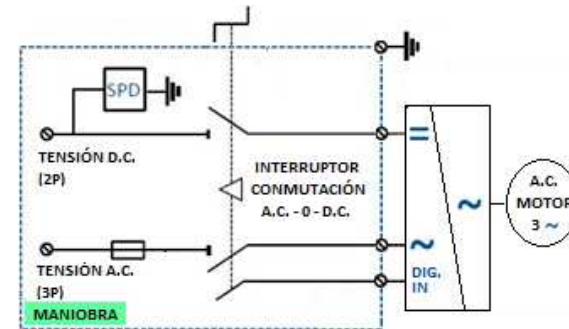 SPD
TENSIÓN D.C.
(2P)
INTERRUPTOR
CONMUTACIÓN
A.C. - 0 - D.C.
TENSIÓN A.C.
(3P)
MANIOBRA
=
~
DIG.
IN
~
A.C.
MOTOR
3 ~